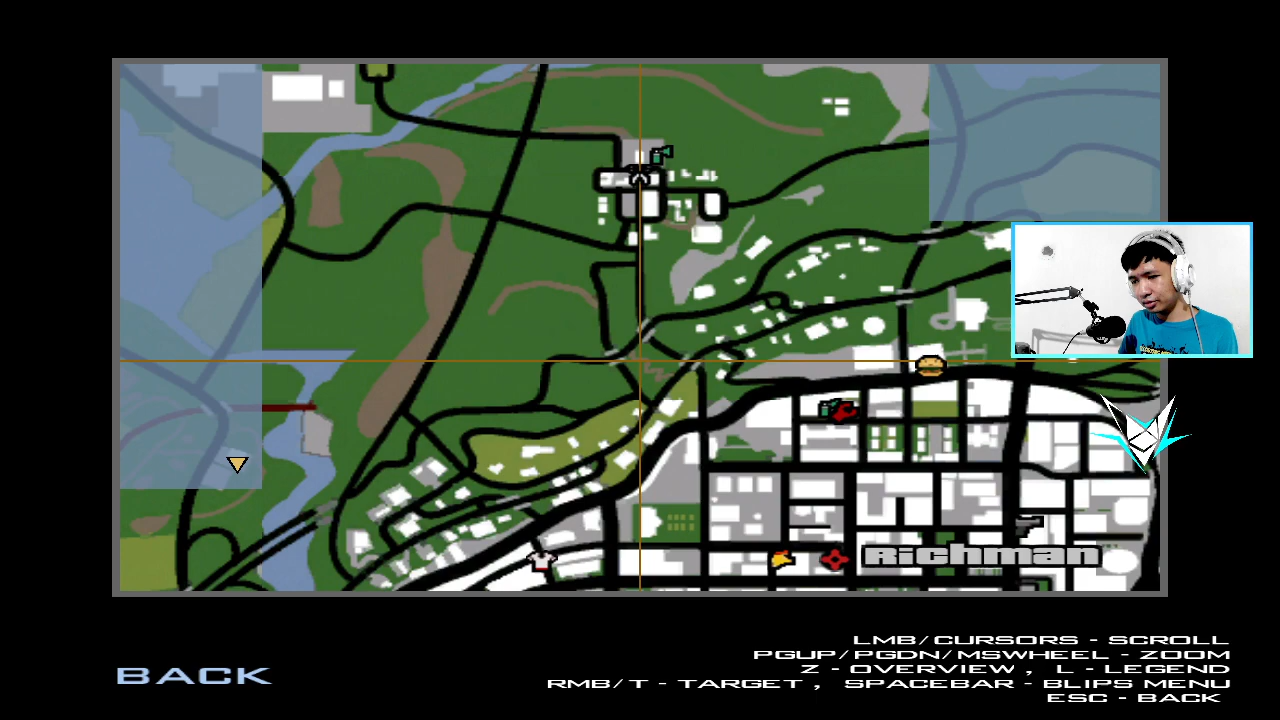 Richman
LMB/CURSORS - SCROLL
PGUP/PGDN/MSWHEEL - ZOOM
Z - OVERVIEW , L - LEGEND
BACK
RMB/T - TARGET , SPACEBAR - BLIPS MENU
ESC - BACK